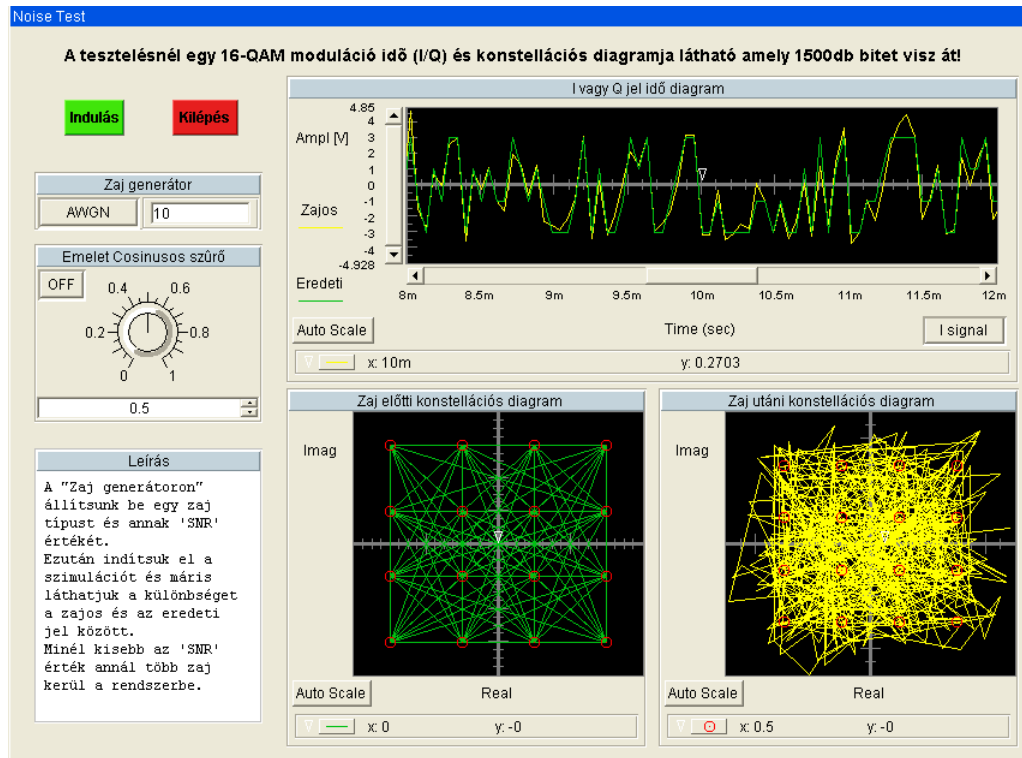 Noise Test
A tesztelésnél egy 16-QAM moduláció idõ (I/Q) és konstellációs diagramja látható amely 1500db bitet visz át!
Indulás
Kilépés
Zaj generátor
AWGN
10
Emelet Cosinusos szûrõ
OFF
0.4
0.6
0.2
0.8
0
1
0.5
Leírás
A "Zaj generátoron"
állítsunk be egy zaj
típust és annak 'SNR'
értékét.
Ezután indítsuk el a
szimulációt és máris
láthatjuk a különbséget
a zajos és az eredeti
jel között.
Minél kisebb az 'SNR'
érték annál több zaj
kerül a rendszerbe.
I vagy Q jel idő diagram
Ampl [V]
4.85
4
3
2
1
0
-1
-2
-3
-4
-4.928
Zajos
Eredeti
8m 8.5m 9m 9.5m 10m 10.5m 11m 11.5m 12m
Auto Scale
Time (sec)
I signal
x: 10m y: 0.2703
Zaj előtti konstellációs diagram
Imag
Auto Scale
Real
x: 0 y: -0
Zaj utáni konstellációs diagram
Imag
Auto Scale
Real
x: 0.5 y: -0